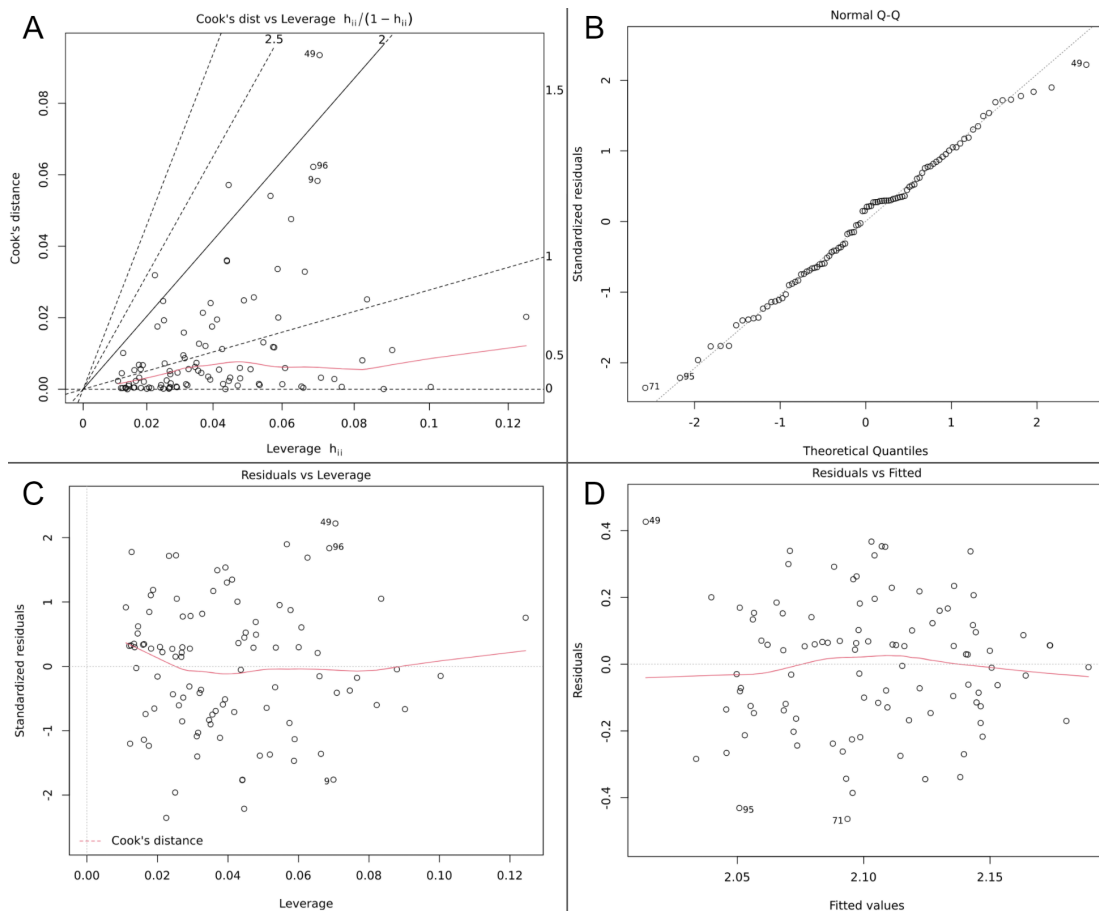 A
Cook's dist vs Leverage h_ii/(1 − h_ii)
2.5
2
49
1.5
96
9
1
0.5
0
Cook's distance
0.08
0.06
0.04
0.02
0.00
0 0.02 0.04 0.06 0.08 0.1 0.12
Leverage h_ii
B
Normal Q-Q
49
95
71
Standardized residuals
2
1
0
-1
-2
-2 -1 0 1 2
Theoretical Quantiles
C
Residuals vs Leverage
49
96
9
Cook's distance
Standardized residuals
2
1
0
-1
-2
0.00 0.02 0.04 0.06 0.08 0.10 0.12
Leverage
D
Residuals vs Fitted
49
95
71
Residuals
0.4
0.2
0.0
-0.2
-0.4
2.05 2.10 2.15
Fitted values